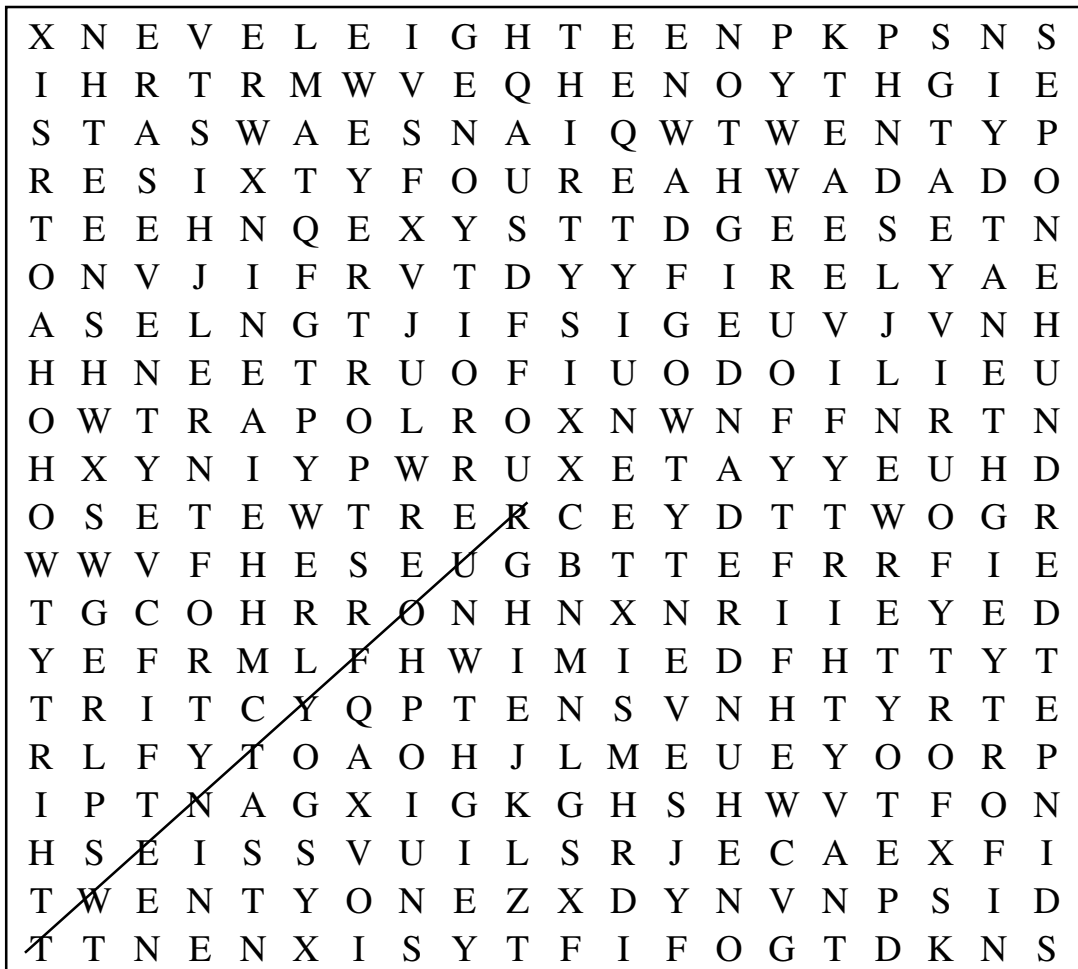 X N E V E L E I G H T E E N P K P S N S
I H R T R M W V E Q H E N O Y T H G I E
S T A S W A E S N A I Q W T W E N T Y P
R E S I X T Y F O U R E A H W A D A D O
T E E H N Q E X Y S T T D G E E S E T N
O N V J I F R V T D Y Y F I R E L Y A E
A S E L N G T J I F S I G E U V J V N H
H H N E E T R U O F I U O D O I L I E U
O W T R A P O L R O X N W N F F N R T N
H X Y N I Y P W R U X E T A Y Y E U H D
O S E T E W T R E R C E Y D T T W O G R
W W V F H E S E U G B T T E F R R F I E
T G C O H R R O N H N X N R I I E Y E D
Y E F R M L F H W I M I E D F H T T Y T
T R I T C Y Q P T E N S V N H T Y R T E
R L F Y T O A O H J L M E U E Y O O R P
I P T N A G X I G K G H S H W V T F O N
H S E I S S V U I L S R J E C A E X F I
T W E N T Y O N E Z X D Y N V N P S I D
T T N E N X I S Y T F I F O G T D K N S